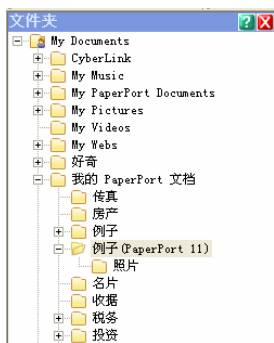 文件夹
My Documents
CyberLink
My Music
My PaperPort Documents
My Pictures
My Videos
My Webs
好奇
我的 PaperPort 文档
传真
房产
例子
例子(PaperPort 11)
照片
名片
收据
税务
投资